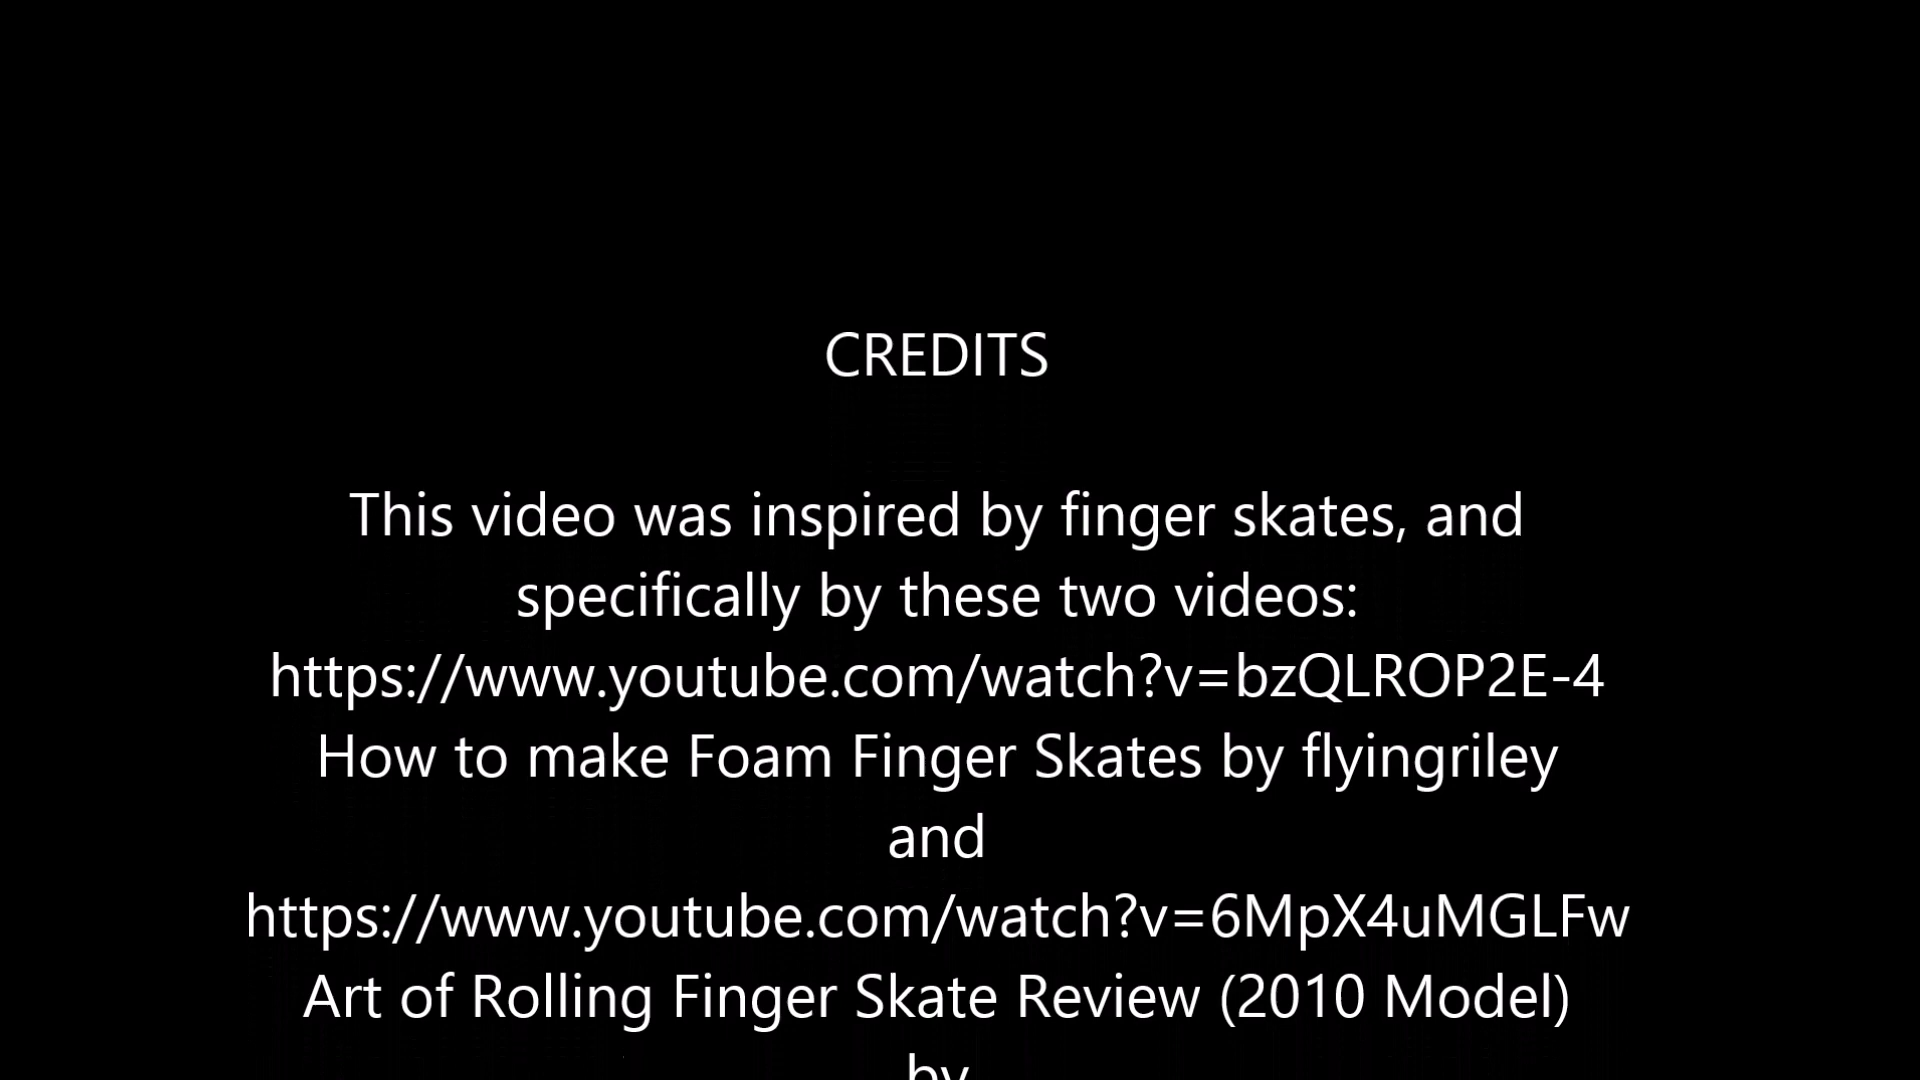 CREDITS
This video was inspired by finger skates, and
specifically by these two videos:
https://www.youtube.com/watch?v=bzQLROP2E-4
How to make Foam Finger Skates by flyingriley
and
https://www.youtube.com/watch?v=6MpX4uMGLFw
Art of Rolling Finger Skate Review (2010 Model)
by